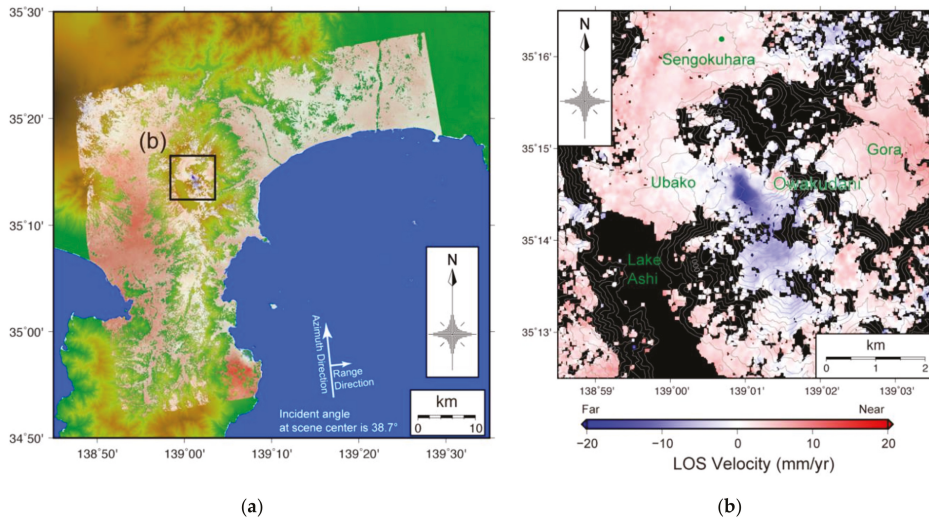 35°30'
35°20'
35°10'
35°00'
34°50'
138°50'
139°00'
139°10'
139°20'
139°30'
(b)
N
Azimuth Direction
Range
Direction
Incident angle
at scene center is 38.7°
km
0
10
(a)
35°16'
35°15'
35°14'
35°13'
138°59'
139°00'
139°01'
139°02'
139°03'
N
Sengokuhara
Gora
Ubako
Owakudani
Lake
Ashi
km
0 1 2
Far
Near
−20 −10 0 10 20
LOS Velocity (mm/yr)
(b)